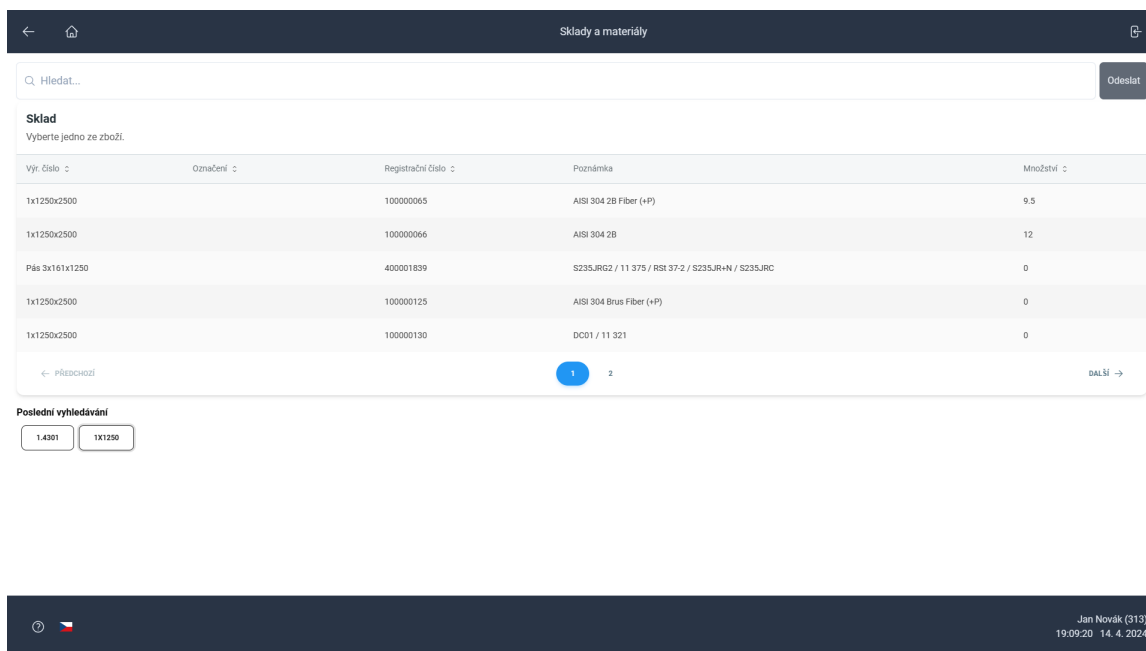 Sklady a materiály
Hledat...
Odeslat
Sklad
Vyberte jedno ze zboží.
Výr. číslo Označení Registrační číslo Poznámka Množství
1x1250x2500 100000065 AISI 304 2B Fiber (+P) 9.5
1x1250x2500 100000066 AISI 304 2B 12
Pás 3x161x1250 400001839 S235JRG2 / 11 375 / RSt 37-2 / S235JR+N / S235JRC 0
1x1250x2500 100000125 AISI 304 Brus Fiber (+P) 0
1x1250x2500 100000130 DC01 / 11 321 0
← PŘEDCHOZÍ 1 2 DALŠÍ →
Poslední vyhledávání
1.4301 1X1250
Jan Novák (313)
19:09:20 14. 4. 2024